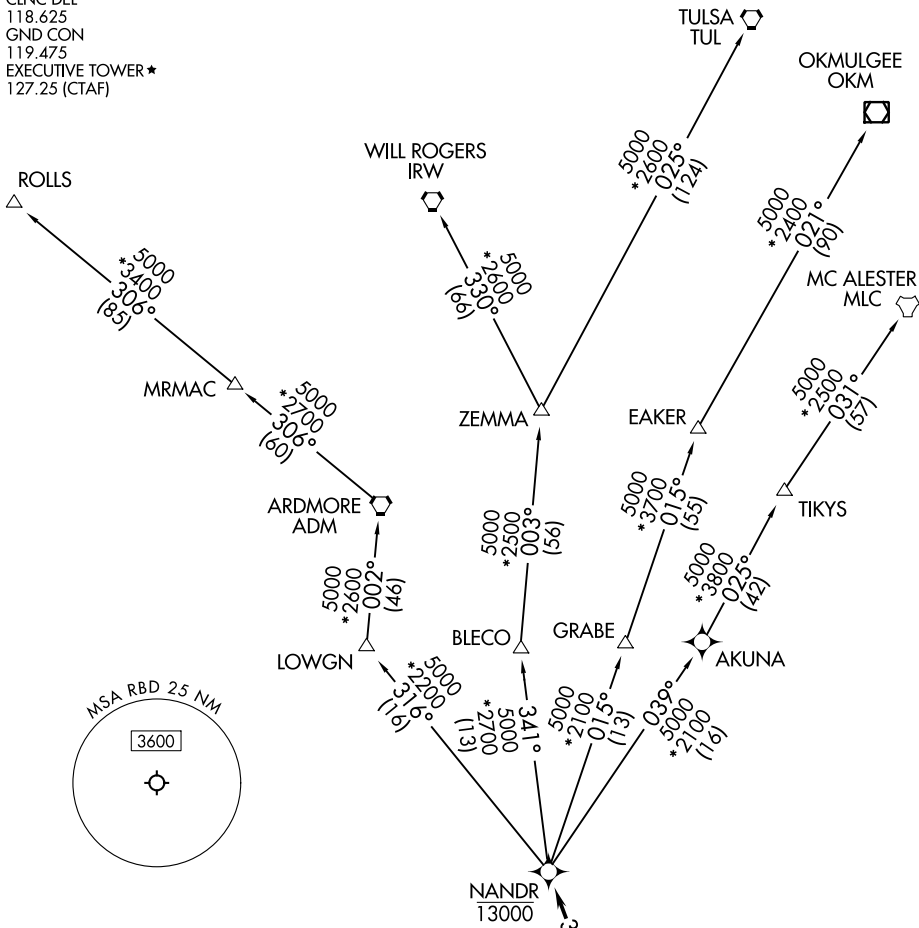 118.625
GND CON
119.475
EXECUTIVE TOWER★
127.25 (CTAF)
TULSA
TUL
OKMULGEE
OKM
5000
*2600
025°
(124)
WILL ROGERS
IRW
ROLLS
5000
*2400
021°
(90)
5000
*2600
330°
(66)
5000
*3400
306°
(85)
MC ALESTER
MLC
MRMAC
5000
*2700
306°
(60)
ZEMMA
EAKER
5000
*2500
031°
(57)
ARDMORE
ADM
5000
*2500
003°
(56)
5000
*3700
015°
(55)
TIKYS
5000
*2600
002°
(46)
5000
*3800
025°
(42)
LOWGN
BLECO
GRABE
AKUNA
5000
*2200
316°
(16)
341°
5000
*2700
(13)
5000
*2100
015°
(13)
039°
5000
*2100
(16)
MSA RBD 25 NM
3600
NANDR
13000